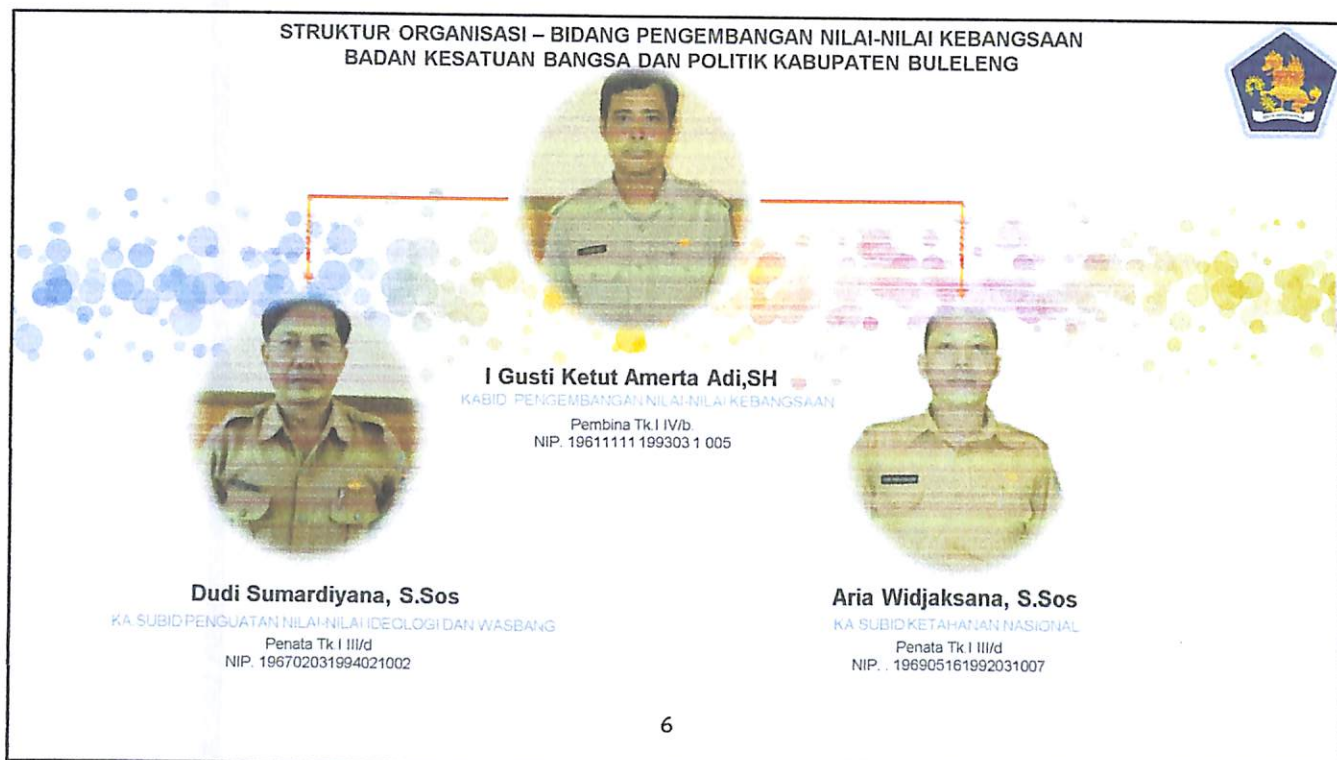 STRUKTUR ORGANISASI – BIDANG PENGEMBANGAN NILAI-NILAI KEBANGSAAN
BADAN KESATUAN BANGSA DAN POLITIK KABUPATEN BULELENG
I Gusti Ketut Amerta Adi,SH
KABID PENGEMBANGAN NILAI-NILAI KEBANGSAAN
Pembina Tk.I IV/b
NIP. 19611111 199303 1 005
Dudi Sumardiyana, S.Sos
KA.SUBID PENGUATAN NILAI-NILAI IDEOLOGI DAN WASBANG
Penata Tk.I III/d
NIP. 196702031994021002
Aria Widjaksana, S.Sos
KA SUBID KETAHANAN NASIONAL
Penata Tk.I III/d
NIP. . 196905161992031007
6